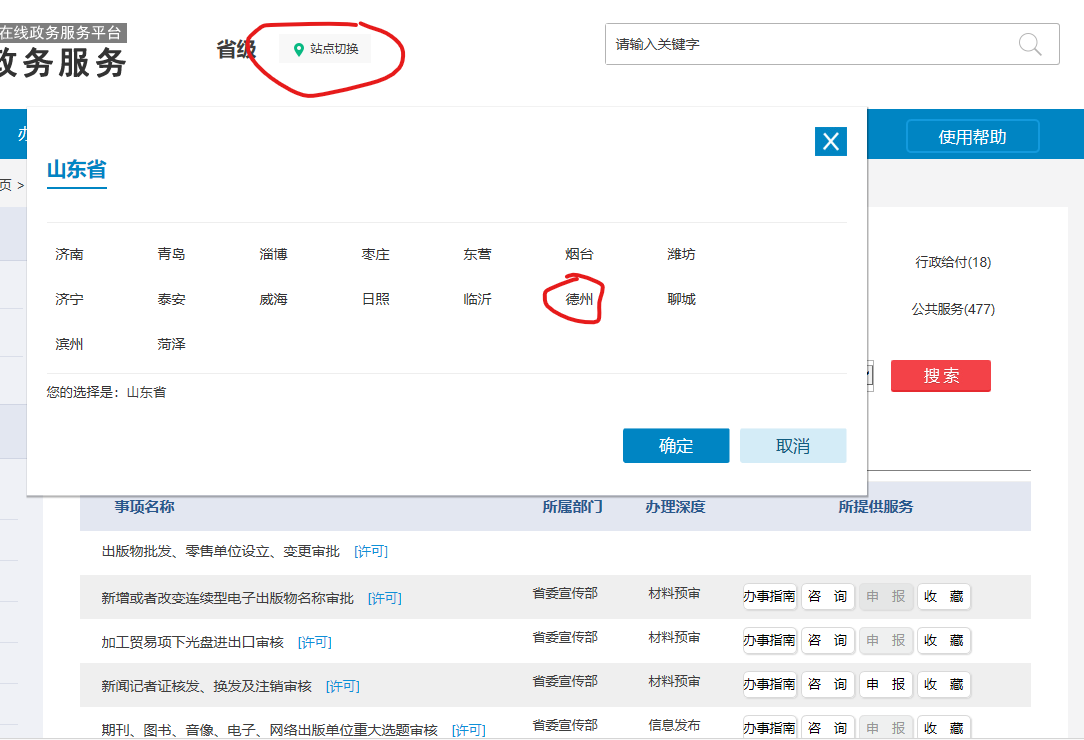 在线政务服务平台
政务服务
省级
站点切换
请输入关键字
使用帮助
页 >
山东省
X
济南 青岛 淄博 枣庄 东营 烟台 潍坊
济宁 泰安 威海 日照 临沂 德州 聊城
滨州 菏泽
您的选择是：山东省
确定 取消
行政给付(18)
公共服务(477)
搜索
事项名称 所属部门 办理深度 所提供服务
出版物批发、零售单位设立、变更审批 [许可]
新增或者改变连续型电子出版物名称审批 [许可] 省委宣传部 材料预审 办事指南 咨 询 申 报 收 藏
加工贸易项下光盘进出口审核 [许可] 省委宣传部 材料预审 办事指南 咨 询 申 报 收 藏
新闻记者证核发、换发及注销审核 [许可] 省委宣传部 材料预审 办事指南 咨 询 申 报 收 藏
期刊、图书、音像、电子、网络出版单位重大选题审核 [许可] 省委宣传部 信息发布 办事指南 咨 询 申 报 收 藏